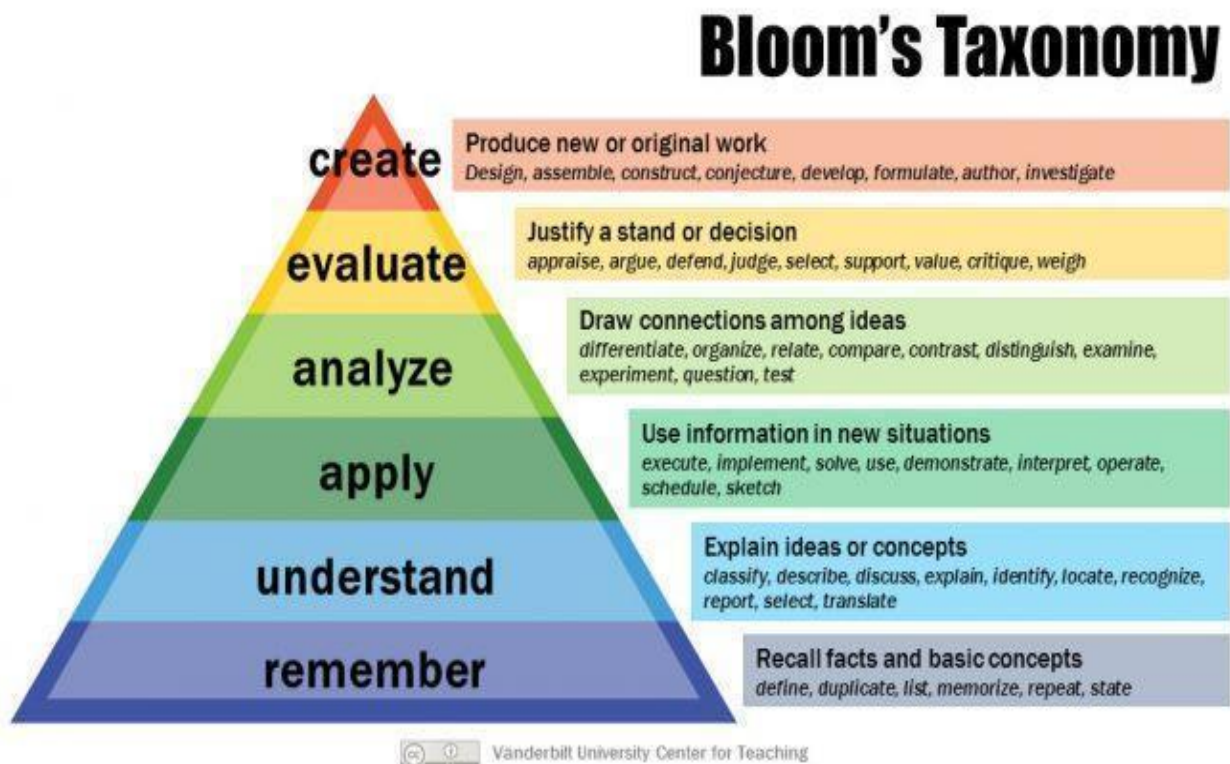 Bloom's Taxonomy
create
Produce new or original work
Design, assemble, construct, conjecture, develop, formulate, author, investigate
evaluate
Justify a stand or decision
appraise, argue, defend, judge, select, support, value, critique, weigh
analyze
Draw connections among ideas
differentiate, organize, relate, compare, contrast, distinguish, examine,
experiment, question, test
apply
Use information in new situations
execute, implement, solve, use, demonstrate, interpret, operate,
schedule, sketch
understand
Explain ideas or concepts
classify, describe, discuss, explain, identify, locate, recognize,
report, select, translate
remember
Recall facts and basic concepts
define, duplicate, list, memorize, repeat, state
cc Vanderbilt University Center for Teaching